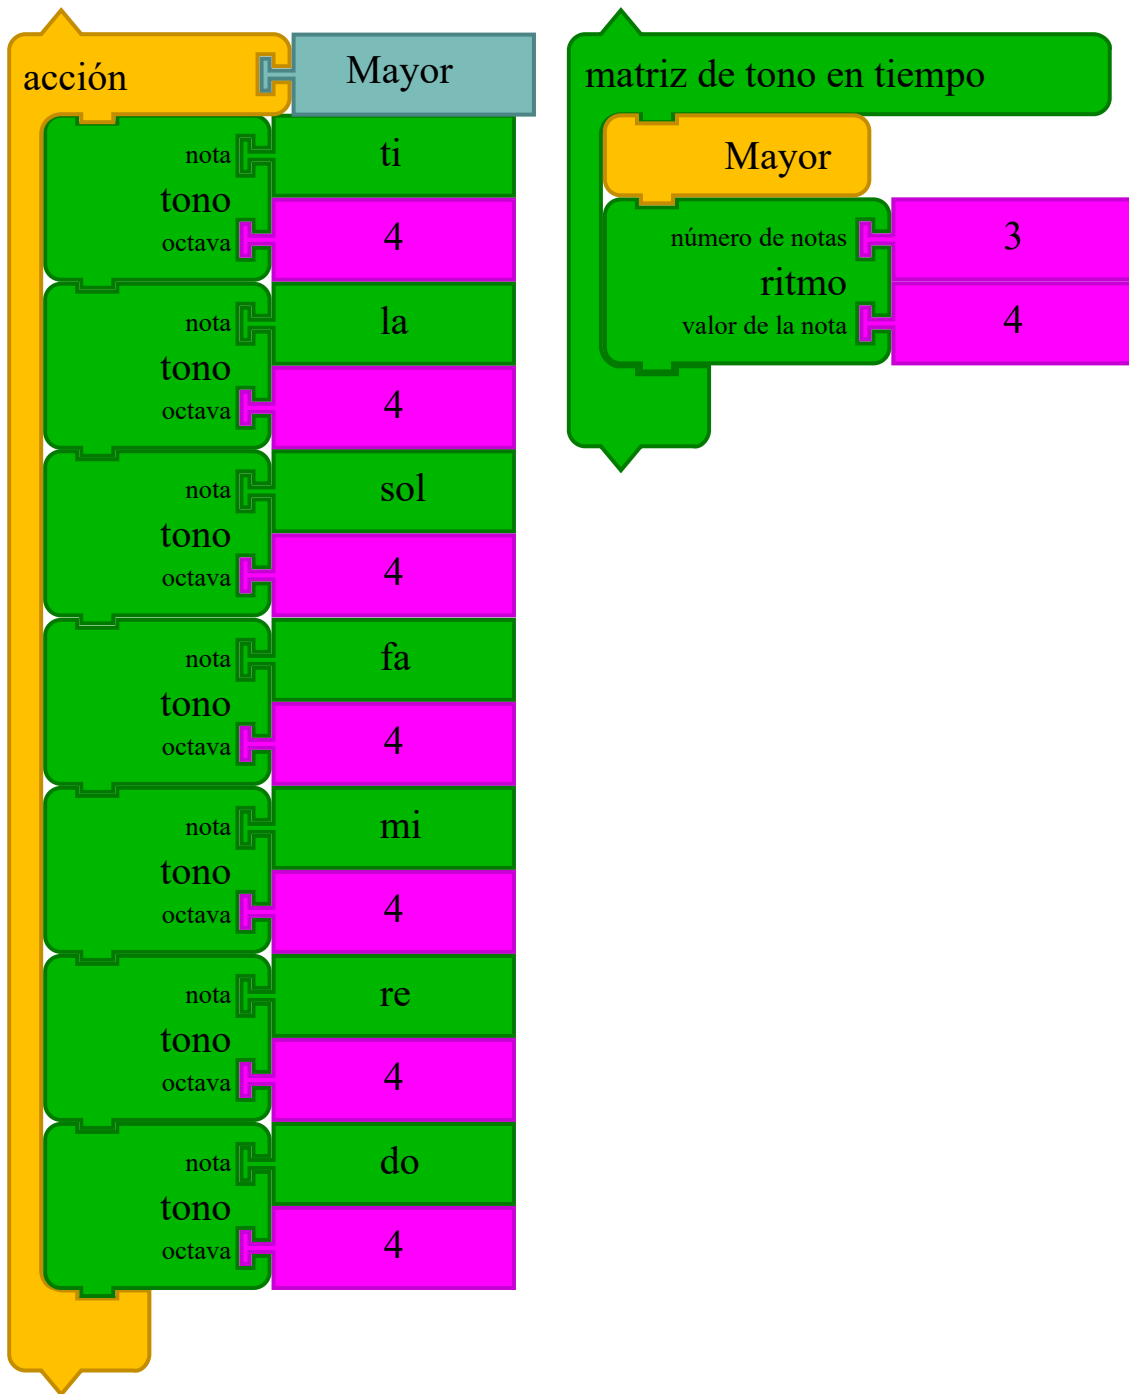 acción
Mayor
nota
ti
tono
octava
4
nota
la
tono
octava
4
nota
sol
tono
octava
4
nota
fa
tono
octava
4
nota
mi
tono
octava
4
nota
re
tono
octava
4
nota
do
tono
octava
4
matriz de tono en tiempo
Mayor
número de notas
3
ritmo
valor de la nota
4